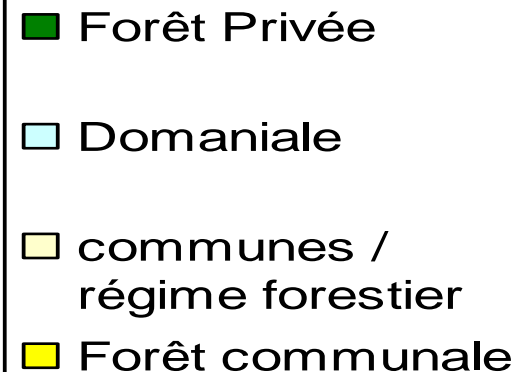 Forêt Privée
Domaniale
communes /
régime forestier
Forêt communale